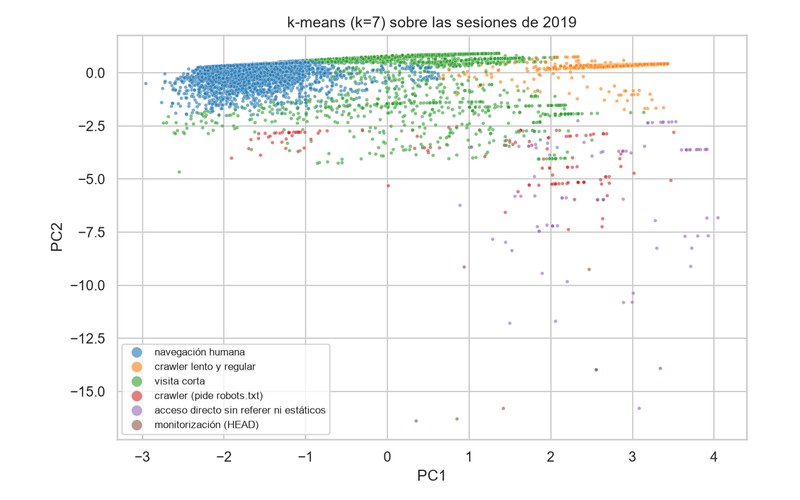 k-means (k=7) sobre las sesiones de 2019
PC2
0.0
−2.5
−5.0
−7.5
−10.0
−12.5
−15.0
navegación humana
crawler lento y regular
visita corta
crawler (pide robots.txt)
acceso directo sin referer ni estáticos
monitorización (HEAD)
−3 −2 −1 0 1 2 3 4
PC1